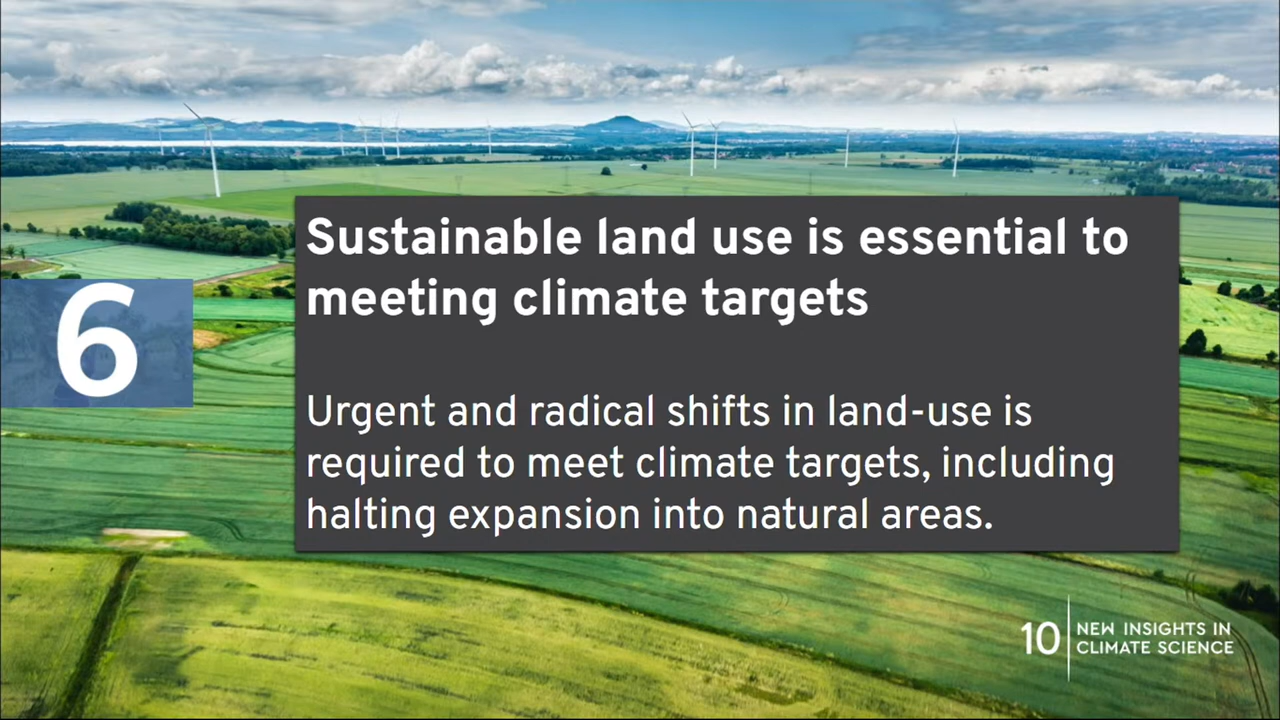 6
Sustainable land use is essential to
meeting climate targets
Urgent and radical shifts in land-use is
required to meet climate targets, including
halting expansion into natural areas.
10
NEW INSIGHTS IN
CLIMATE SCIENCE